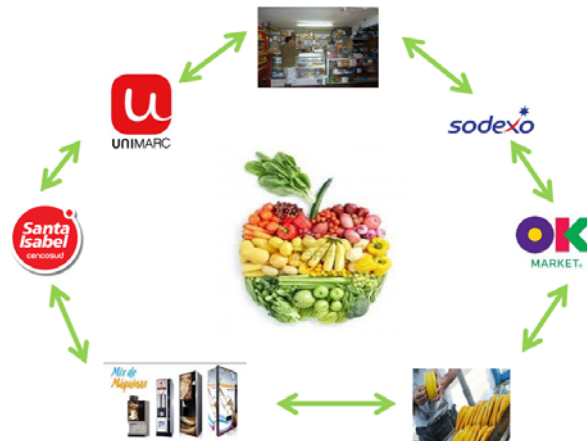 UNIMARC
sodexo
Santa
Isabel
cencosud
OK
MARKET
Mix de
Máquinas